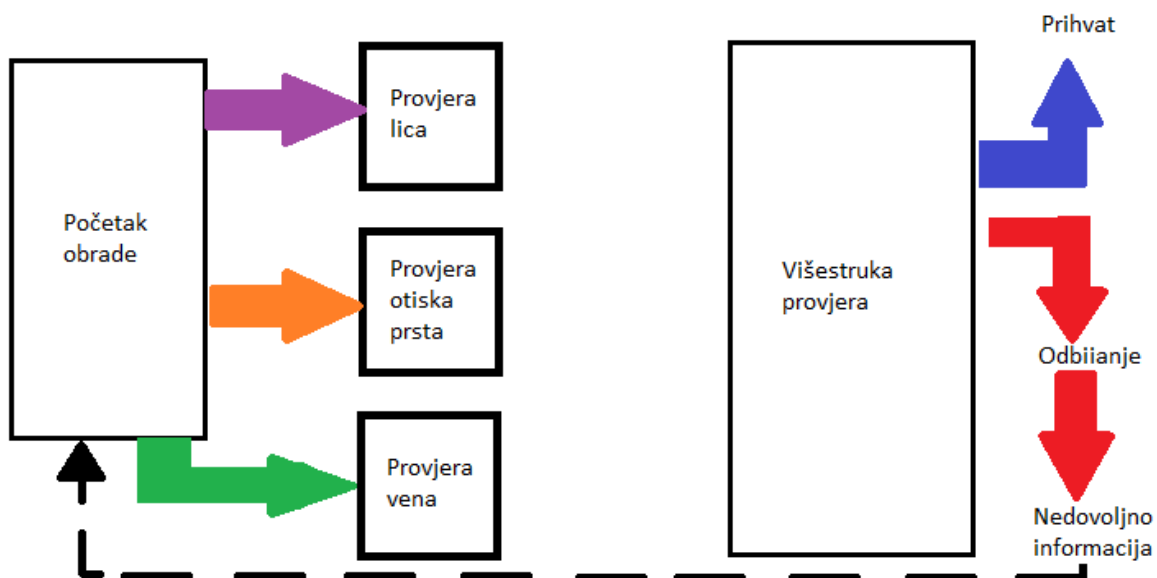 Početak
obrade
Provjera
lica
Provjera
otiska
prsta
Provjera
vena
Višestruka
provjera
Prihvat
Odbiianje
Nedovoljno
informacija